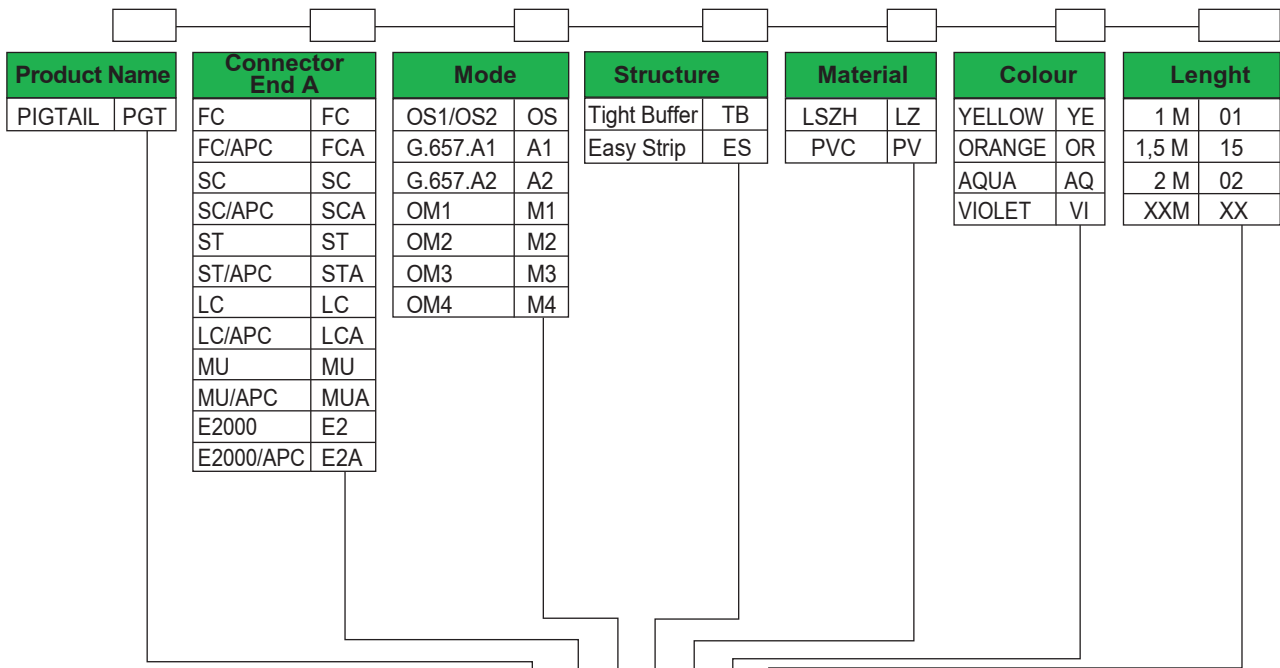 Product Name
PIGTAIL PGT
Connector
End A
FC FC
FC/APC FCA
SC SC
SC/APC SCA
ST ST
ST/APC STA
LC LC
LC/APC LCA
MU MU
MU/APC MUA
E2000 E2
E2000/APC E2A
Mode
OS1/OS2 OS
G.657.A1 A1
G.657.A2 A2
OM1 M1
OM2 M2
OM3 M3
OM4 M4
Structure
Tight Buffer TB
Easy Strip ES
Material
LSZH LZ
PVC PV
Colour
YELLOW YE
ORANGE OR
AQUA AQ
VIOLET VI
Lenght
1 M 01
1,5 M 15
2 M 02
XXM XX